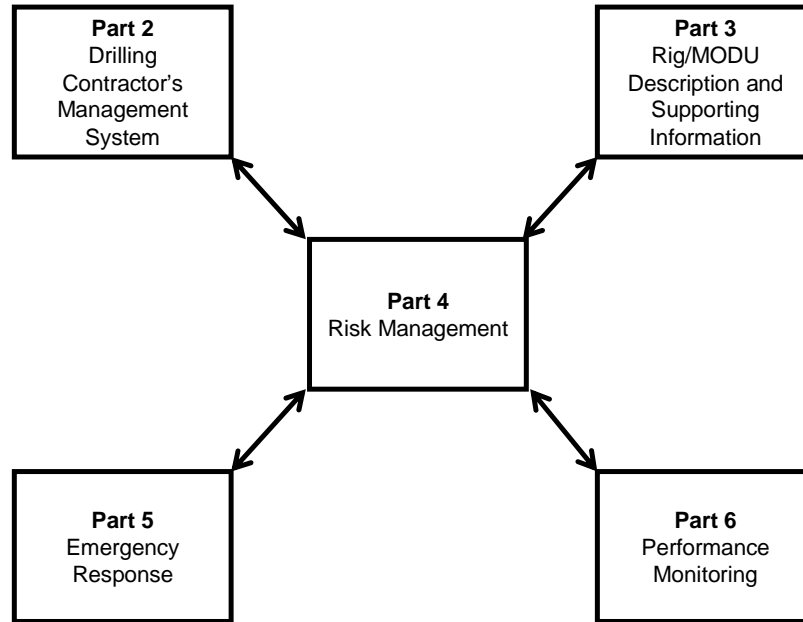 Part 2
Drilling
Contractor's
Management
System
Part 3
Rig/MODU
Description and
Supporting
Information
Part 4
Risk Management
Part 5
Emergency
Response
Part 6
Performance
Monitoring